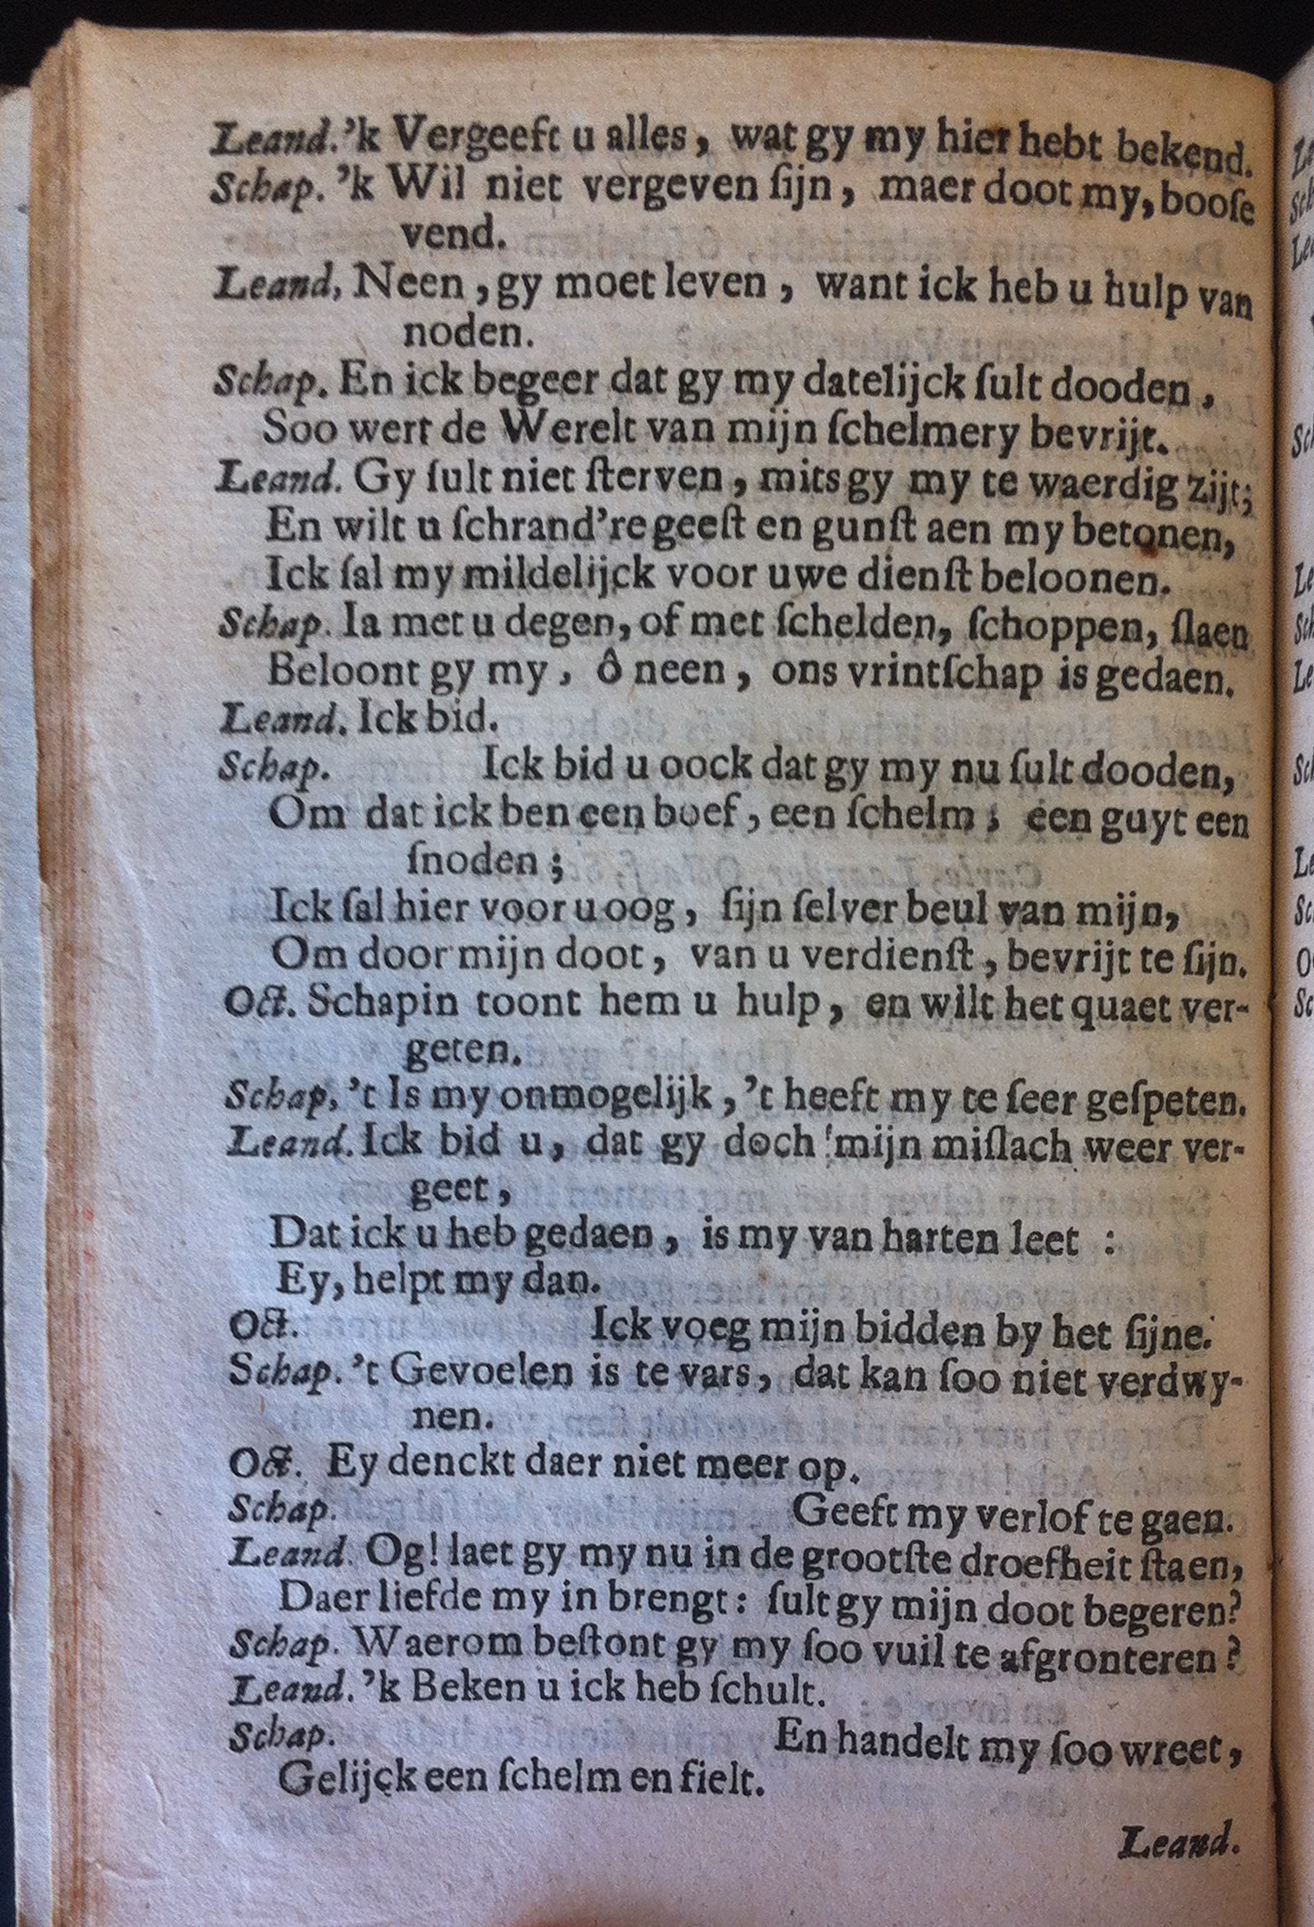 Leand. ’k Vergeeft u alles, wat gy my hier hebt bekend.
Schap. ’k Wil niet vergeven ſijn, maer doot my, booſe
vend.
Leand, Neen, gy moet leven, want ick heb u hulp van
noden.
Schap. En ick begeer dat gy my datelijck ſult dooden,
Soo wert de Werelt van mijn ſchelmery bevrijt.
Leand. Gy ſult niet ſterven, mits gy my te waerdig zijt;
En wilt u ſchrand’re geeſt en gunſt aen my betonen,
Ick ſal my mildelijck voor uwe dienſt beloonen.
Schap. Ia met u degen, of met ſchelden, ſchoppen, ſlaen
Beloont gy my, ô neen, ons vrintſchap is gedaen.
Leand. Ick bid.
Schap. Ick bid u oock dat gy my nu ſult dooden,
Om dat ick ben een boef, een ſchelm; een guyt een
ſnoden;
Ick ſal hier voor u oog, ſijn ſelver beul van mijn,
Om door mijn doot, van u verdienſt, bevrijt te ſijn.
Oct. Schapin toont hem u hulp, en wilt het quaet ver-
geten.
Schap, ’t Is my onmogelijk, ’t heeft my te ſeer geſpeten.
Leand. Ick bid u, dat gy doch mijn miſlach weer ver-
geet,
Dat ick u heb gedaen, is my van harten leet :
Ey, helpt my dan.
Oct. Ick voeg mijn bidden by het ſijne.
Schap. ’t Gevoelen is te vars, dat kan ſoo niet verdwy-
nen.
Oct. Ey denckt daer niet meer op.
Schap. Geeft my verlof te gaen.
Leand. Og! laet gy my nu in de grootſte droefheit ſtaen,
Daer liefde my in brengt: ſult gy mijn doot begeren?
Schap. Waerom beſtont gy my ſoo vuil te afgronteren?
Leand. ’k Beken u ick heb ſchult.
Schap. En handelt my ſoo wreet,
Gelijck een ſchelm en fielt.
Leand.